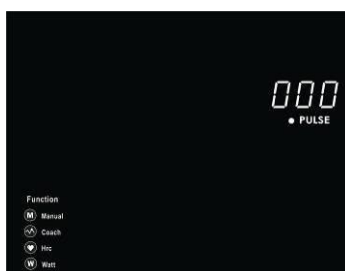 000
PULSE
Function
M Manual
Coach
Hrc
W Watt